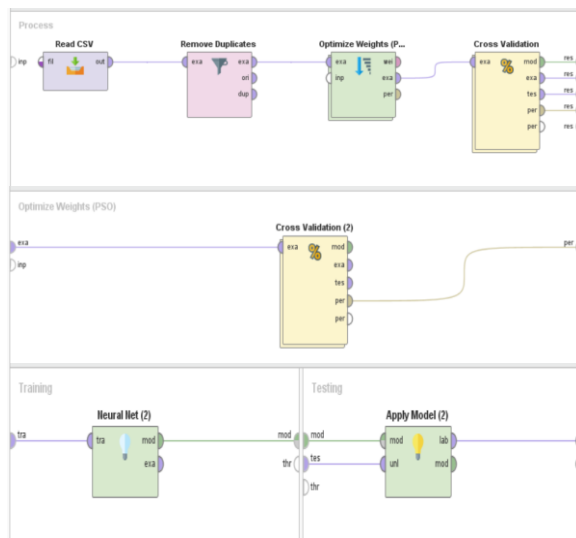 Process
Read CSV
Remove Duplicates
Optimize Weights (P...
Cross Validation
inp
fil
out
exa
exa
ori
dup
exa
inp
wei
exa
per
exa
mod
exa
tes
per
per
res
res
res
res
res
Optimize Weights (PSO)
exa
inp
Cross Validation (2)
exa
mod
exa
tes
per
per
per
Training
Testing
Neural Net (2)
Apply Model (2)
tra
tra
mod
exa
mod
thr
mod
tes
thr
mod
unl
lab
mod